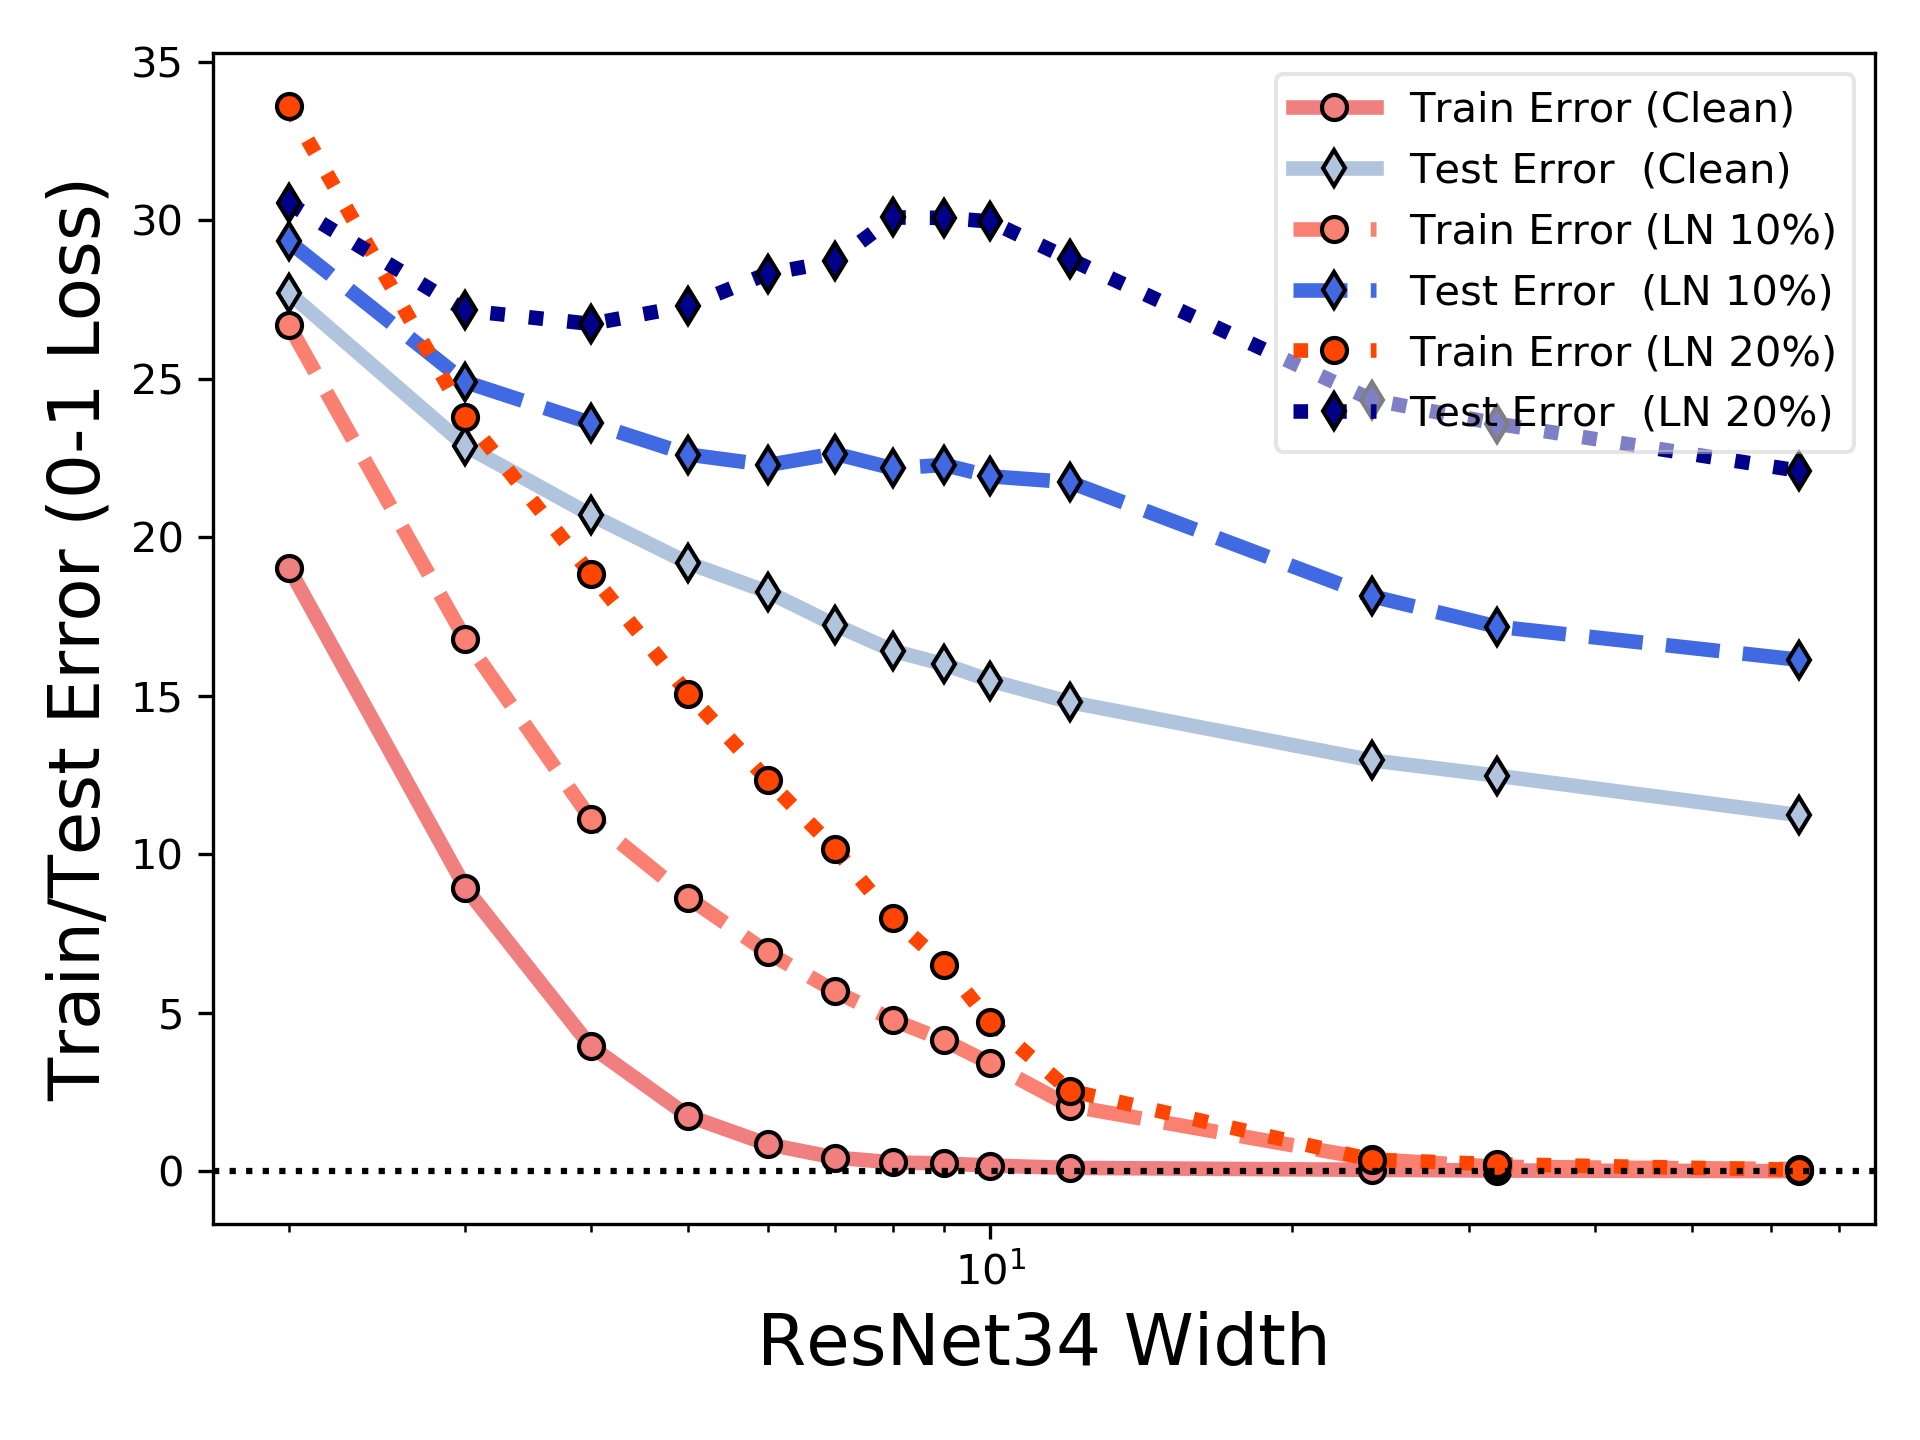 35
30
25
20
15
10
5
0
Train/Test Error (0-1 Loss)
Train Error (Clean)
Test Error  (Clean)
Train Error (LN 10%)
Test Error  (LN 10%)
Train Error (LN 20%)
Test Error  (LN 20%)
10¹
ResNet34 Width